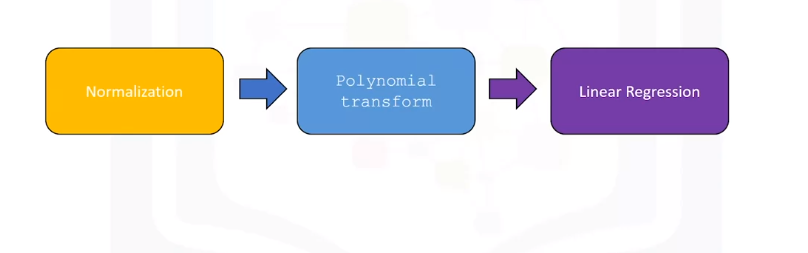 Normalization
Polynomial
transform
Linear Regression